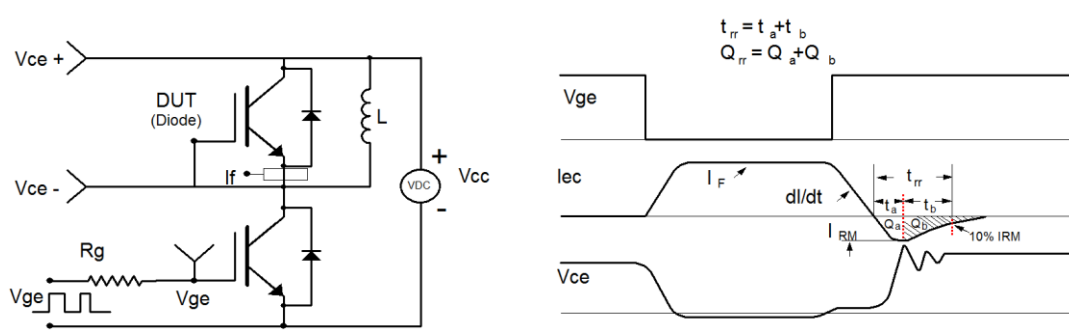 Vce +
DUT
(Diode)
L
If
Vce -
+
VDC
Vcc
-
Rg
Vge
Vge
t rr = t a+t b
Q rr = Q a+Q b
Vge
Iec
I F
dI/dt
t rr
t a
t b
Q a
Q b
I RM
10% IRM
Vce